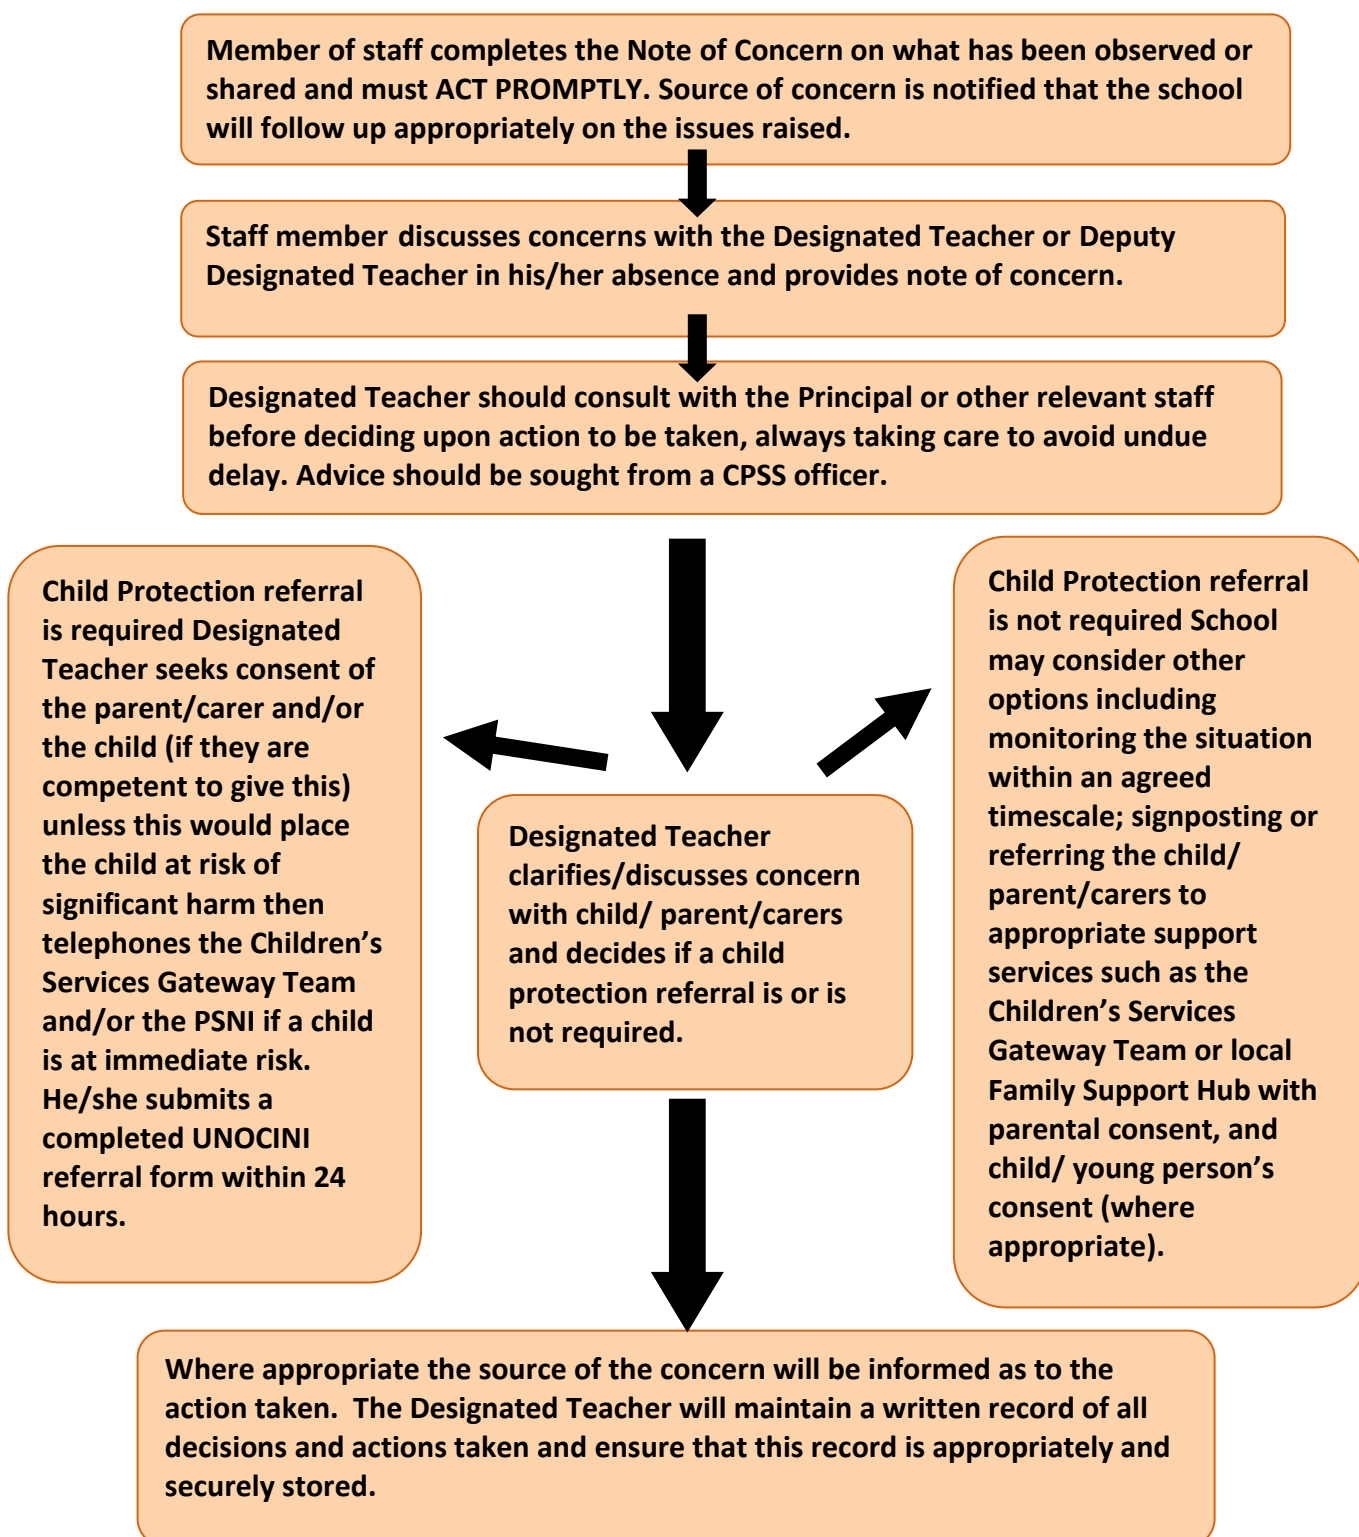 Member of staff completes the Note of Concern on what has been observed or
shared and must ACT PROMPTLY. Source of concern is notified that the school
will follow up appropriately on the issues raised.
Staff member discusses concerns with the Designated Teacher or Deputy
Designated Teacher in his/her absence and provides note of concern.
Designated Teacher should consult with the Principal or other relevant staff
before deciding upon action to be taken, always taking care to avoid undue
delay. Advice should be sought from a CPSS officer.
Child Protection referral
is required Designated
Teacher seeks consent of
the parent/carer and/or
the child (if they are
competent to give this)
unless this would place
the child at risk of
significant harm then
telephones the Children’s
Services Gateway Team
and/or the PSNI if a child
is at immediate risk.
He/she submits a
completed UNOCINI
referral form within 24
hours.
Designated Teacher
clarifies/discusses concern
with child/ parent/carers
and decides if a child
protection referral is or is
not required.
Child Protection referral
is not required School
may consider other
options including
monitoring the situation
within an agreed
timescale; signposting or
referring the child/
parent/carers to
appropriate support
services such as the
Children’s Services
Gateway Team or local
Family Support Hub with
parental consent, and
child/ young person’s
consent (where
appropriate).
Where appropriate the source of the concern will be informed as to the
action taken.  The Designated Teacher will maintain a written record of all
decisions and actions taken and ensure that this record is appropriately and
securely stored.